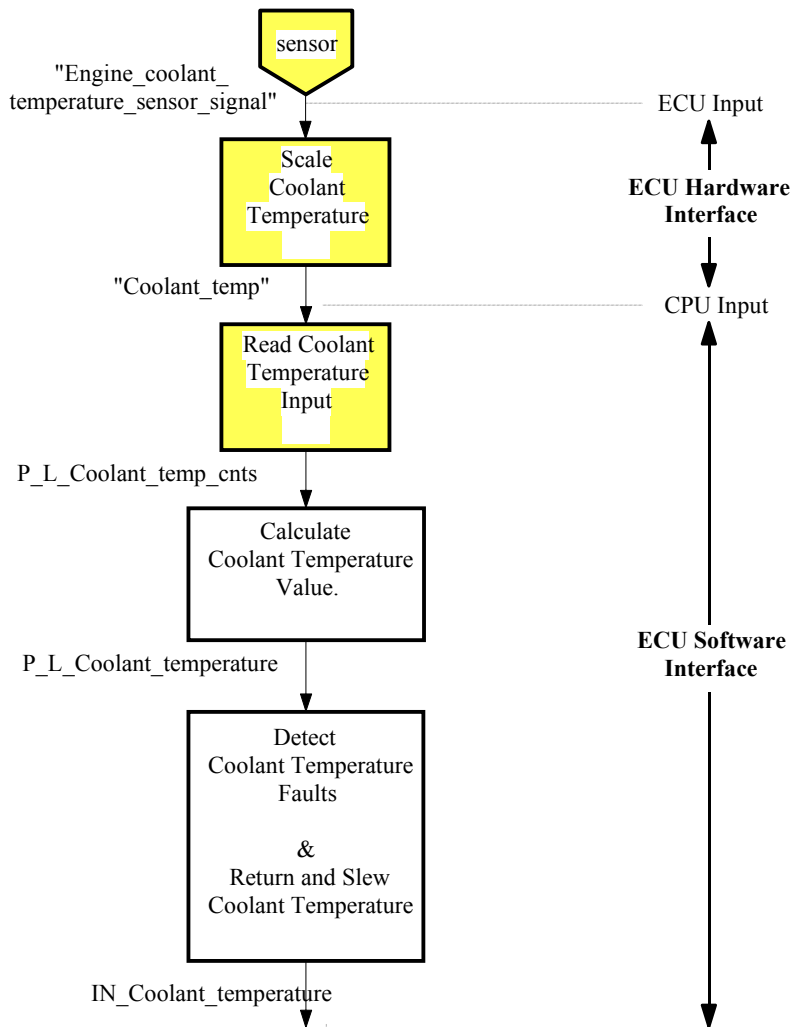 sensor
"Engine_coolant_
temperature_sensor_signal"
ECU Input
Scale
Coolant
Temperature
ECU Hardware
Interface
"Coolant_temp"
CPU Input
Read Coolant
Temperature
Input
P_L_Coolant_temp_cnts
Calculate
Coolant Temperature
Value.
P_L_Coolant_temperature
ECU Software
Interface
Detect
Coolant Temperature
Faults
&
Return and Slew
Coolant Temperature
IN_Coolant_temperature